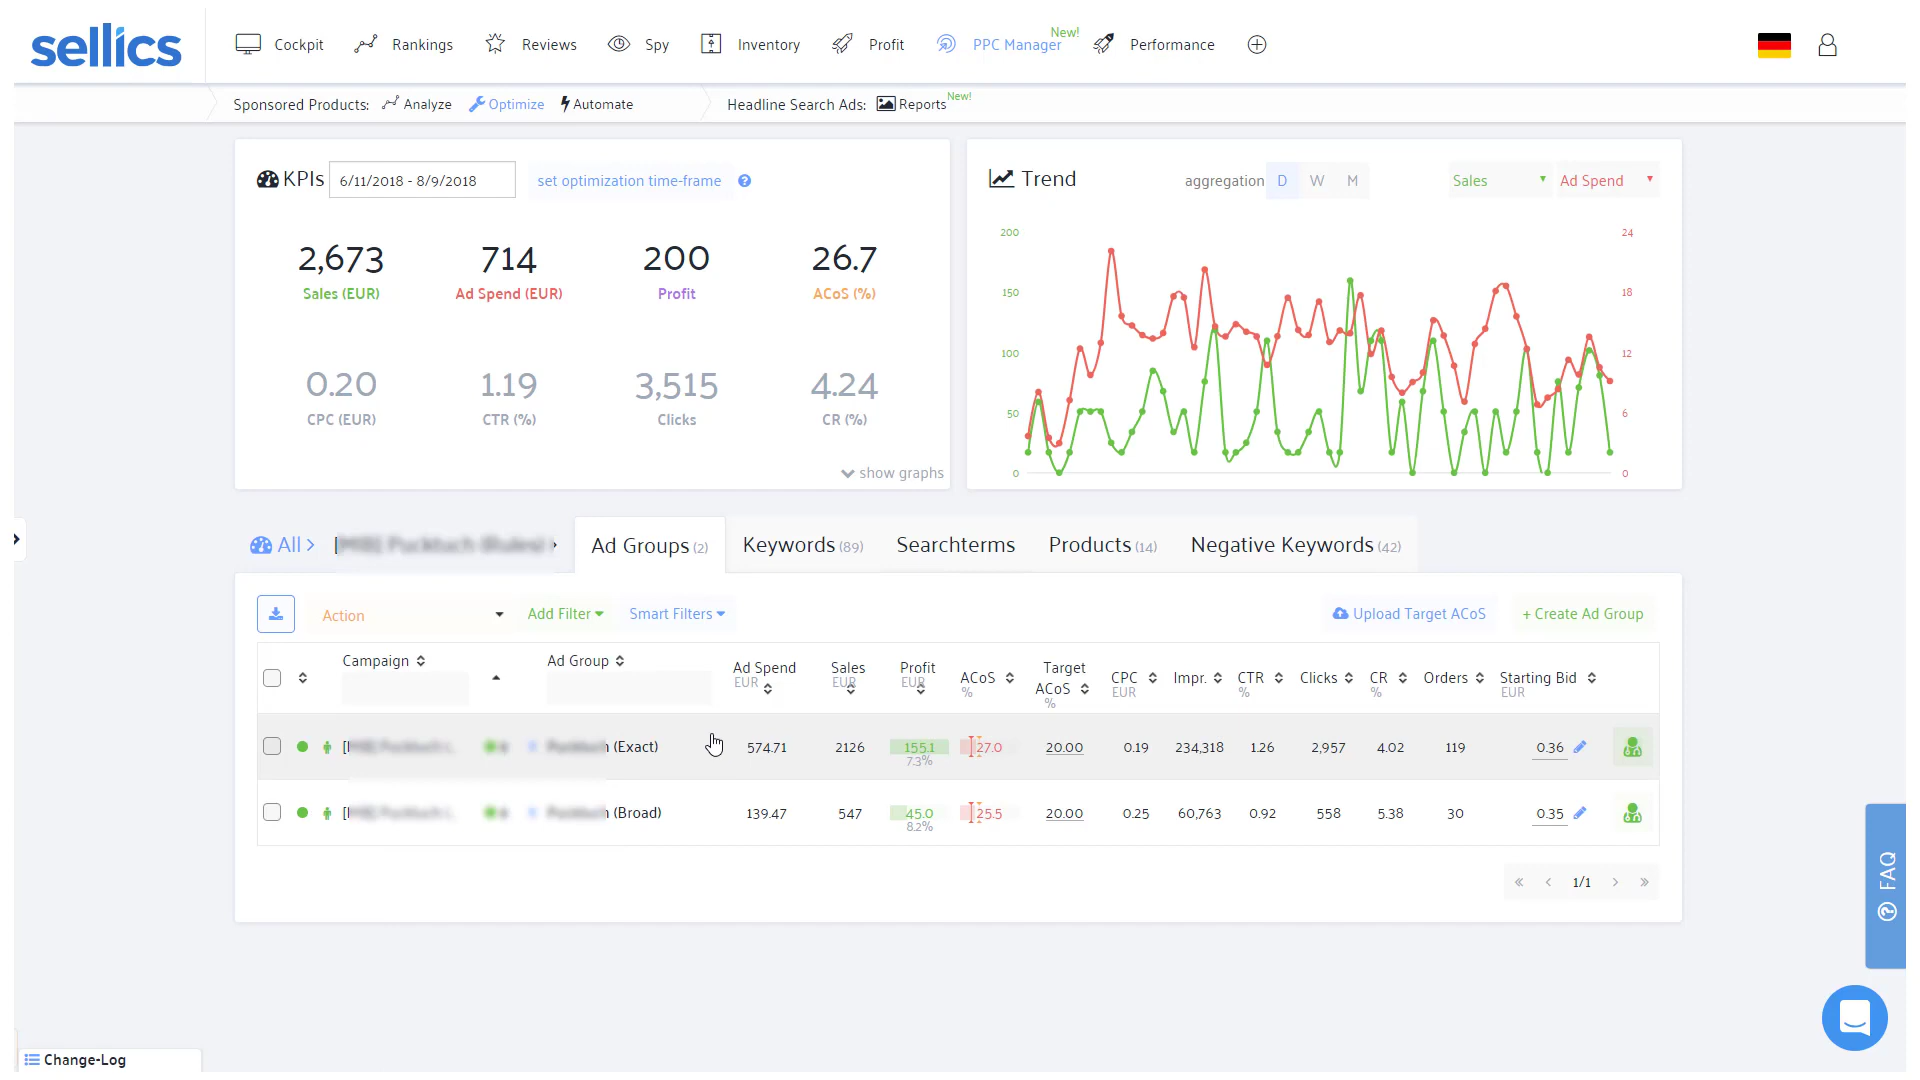 sellics
Cockpit Rankings Reviews Spy Inventory Profit PPC Manager New! Performance
Sponsored Products: Analyze Optimize Automate Headline Search Ads: Reports New!
KPIs 6/11/2018 - 8/9/2018 set optimization time-frame
2,673 714 200 26.7
Sales (EUR) Ad Spend (EUR) Profit ACoS (%)
0.20 1.19 3,515 4.24
CPC (EUR) CTR (%) Clicks CR (%)
show graphs
Trend aggregation D W M Sales Ad Spend
200 24
150 18
100 12
50 6
0 0
All Ad Groups (2) Keywords (89) Searchterms Products (14) Negative Keywords (42)
Action Add Filter Smart Filters Upload Target ACoS + Create Ad Group
Campaign Ad Group Ad Spend EUR Sales EUR Profit EUR ACoS % Target ACoS % CPC EUR Impr. CTR % Clicks CR % Orders Starting Bid EUR
[ (Exact) 574.71 2126 155.1 27.0 20.00 0.19 234,318 1.26 2,957 4.02 119 0.36
7.3%
[ (Broad) 139.47 547 45.0 25.5 20.00 0.25 60,763 0.92 558 5.38 30 0.35
8.2%
« ‹ 1/1 › »
FAQ
Change-Log